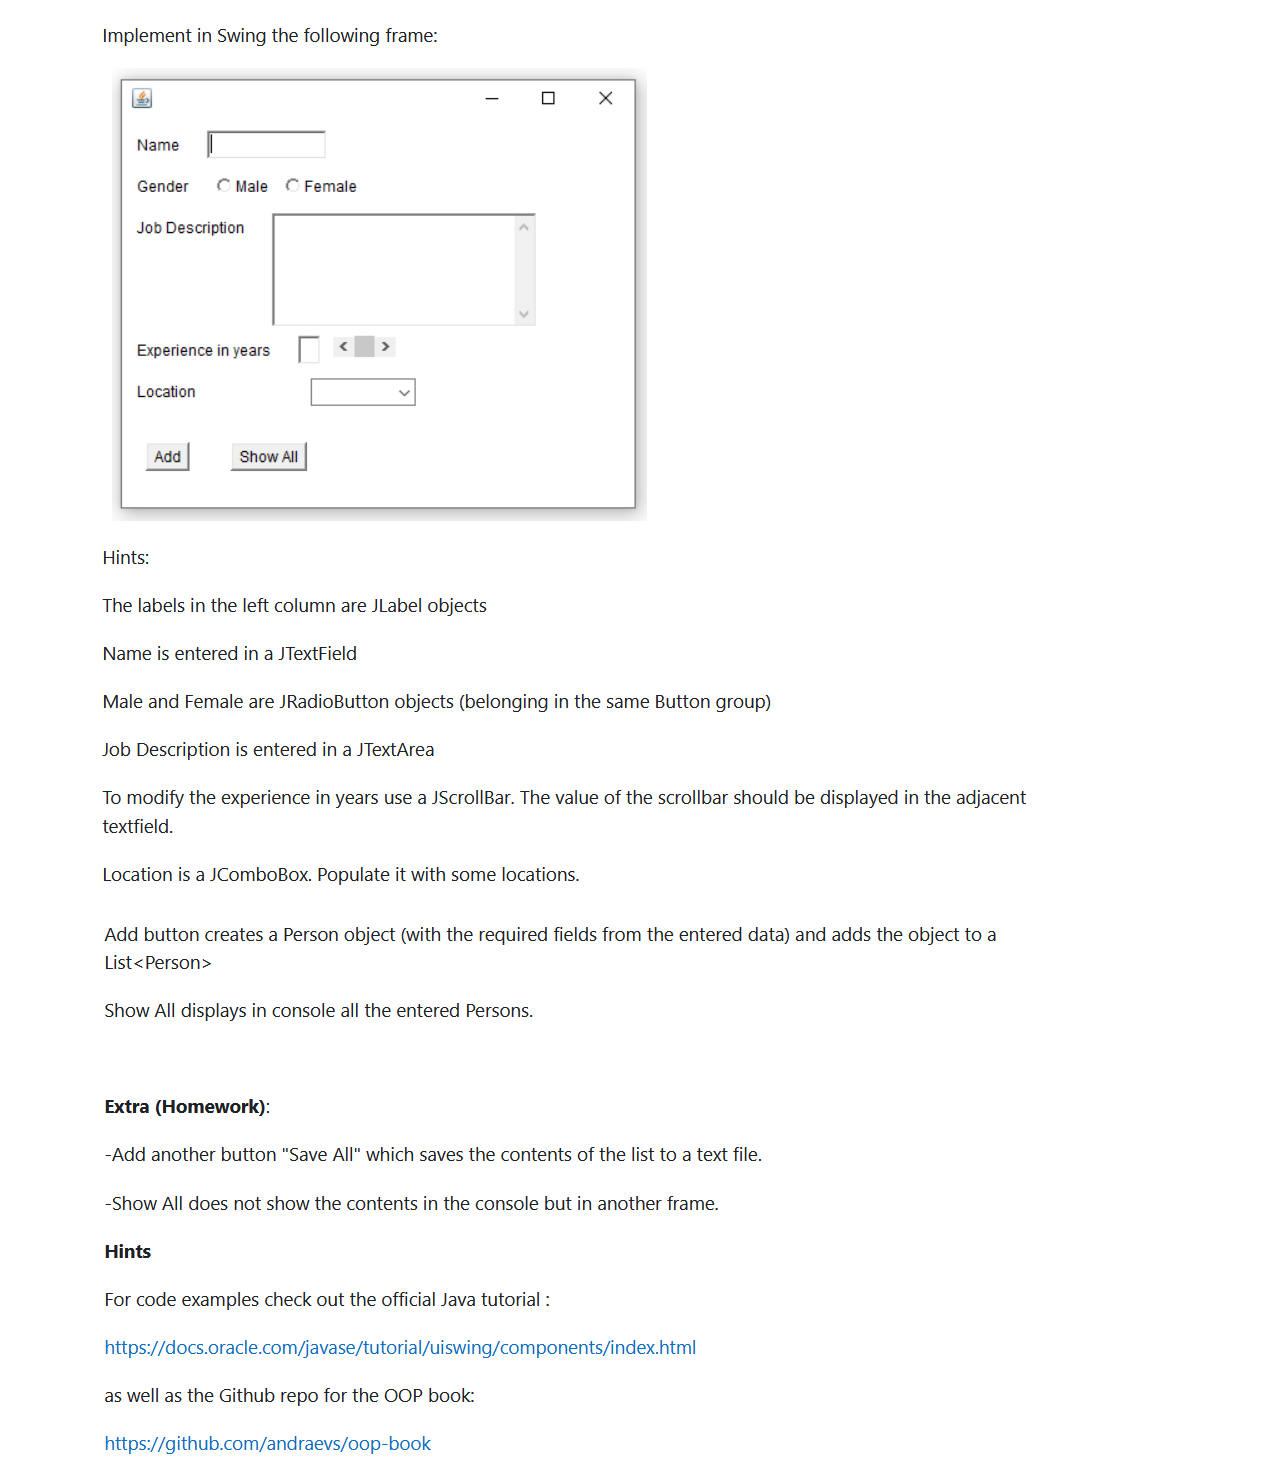 Implement in Swing the following frame:
Name
Gender Male Female
Job Description
Experience in years
Location
Add Show All
Hints:
The labels in the left column are JLabel objects
Name is entered in a JTextField
Male and Female are JRadioButton objects (belonging in the same Button group)
Job Description is entered in a JTextArea
To modify the experience in years use a JScrollBar. The value of the scrollbar should be displayed in the adjacent
textfield.
Location is a JComboBox. Populate it with some locations.
Add button creates a Person object (with the required fields from the entered data) and adds the object to a
List<Person>
Show All displays in console all the entered Persons.
Extra (Homework):
-Add another button "Save All" which saves the contents of the list to a text file.
-Show All does not show the contents in the console but in another frame.
Hints
For code examples check out the official Java tutorial :
https://docs.oracle.com/javase/tutorial/uiswing/components/index.html
as well as the Github repo for the OOP book:
https://github.com/andraevs/oop-book